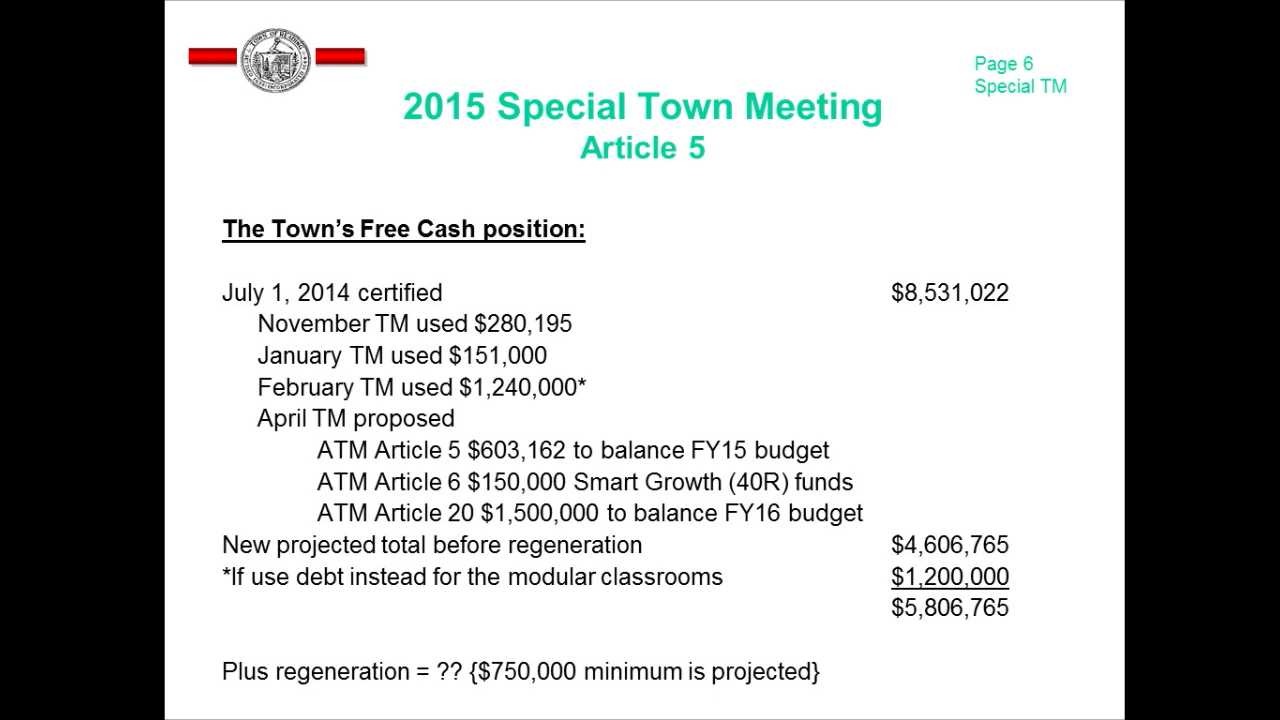 Page 6
Special TM
2015 Special Town Meeting
Article 5
The Town's Free Cash position:
July 1, 2014 certified $8,531,022
November TM used $280,195
January TM used $151,000
February TM used $1,240,000*
April TM proposed
ATM Article 5 $603,162 to balance FY15 budget
ATM Article 6 $150,000 Smart Growth (40R) funds
ATM Article 20 $1,500,000 to balance FY16 budget
New projected total before regeneration $4,606,765
*If use debt instead for the modular classrooms $1,200,000
$5,806,765
Plus regeneration = ?? {$750,000 minimum is projected}